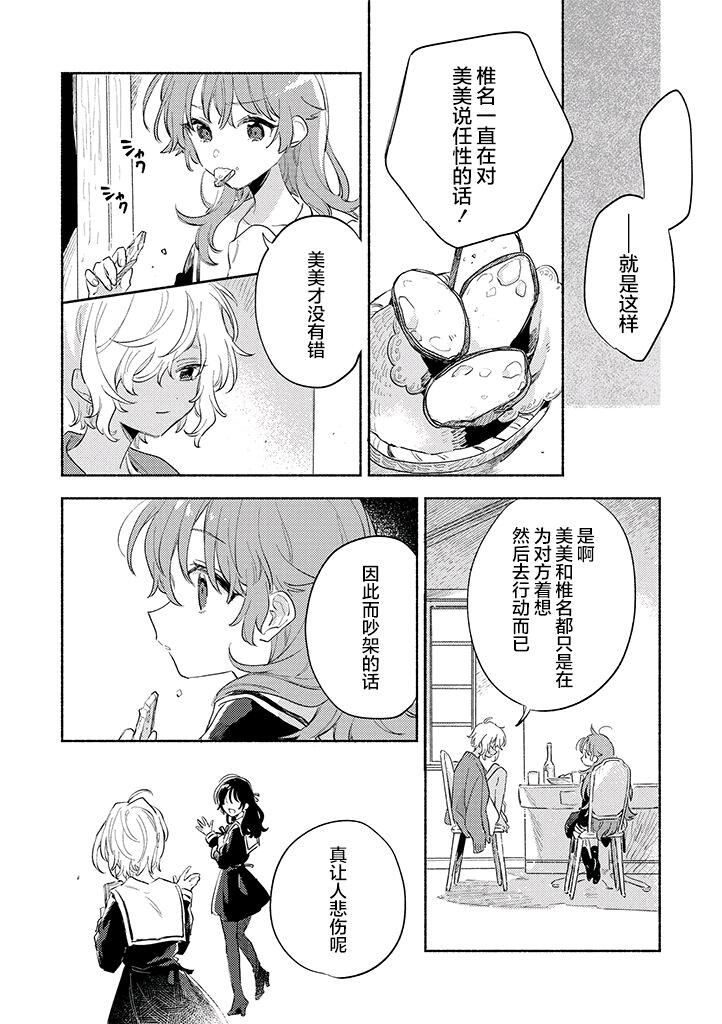 ——就是这样
椎名一直在对
美美说任性的话！
シャク
シャク
美美才没有错
是啊
美美和椎名都只是在
为对方着想
然后去行动而已
因此而吵架的话
真让人悲伤呢